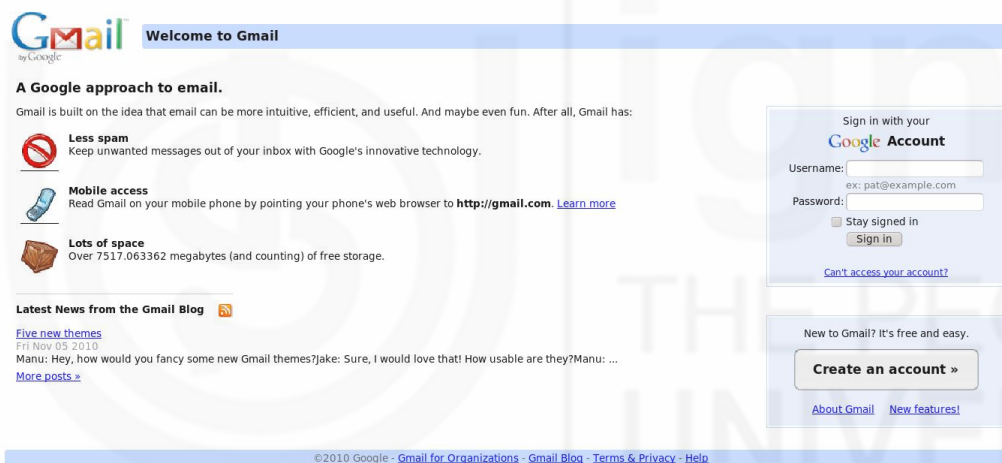 Gmail
by Google
Welcome to Gmail
A Google approach to email.
Gmail is built on the idea that email can be more intuitive, efficient, and useful. And maybe even fun. After all, Gmail has:
Less spam
Keep unwanted messages out of your inbox with Google's innovative technology.
Mobile access
Read Gmail on your mobile phone by pointing your phone's web browser to http://gmail.com. Learn more
Lots of space
Over 7517.063362 megabytes (and counting) of free storage.
Latest News from the Gmail Blog
Five new themes
Fri Nov 05 2010
Manu: Hey, how would you fancy some new Gmail themes?Jake: Sure, I would love that! How usable are they?Manu: ...
More posts »
Sign in with your
Google Account
Username:
ex: pat@example.com
Password:
Stay signed in
Sign in
Can't access your account?
New to Gmail? It's free and easy.
Create an account »
About Gmail New features!
©2010 Google - Gmail for Organizations - Gmail Blog - Terms & Privacy - Help